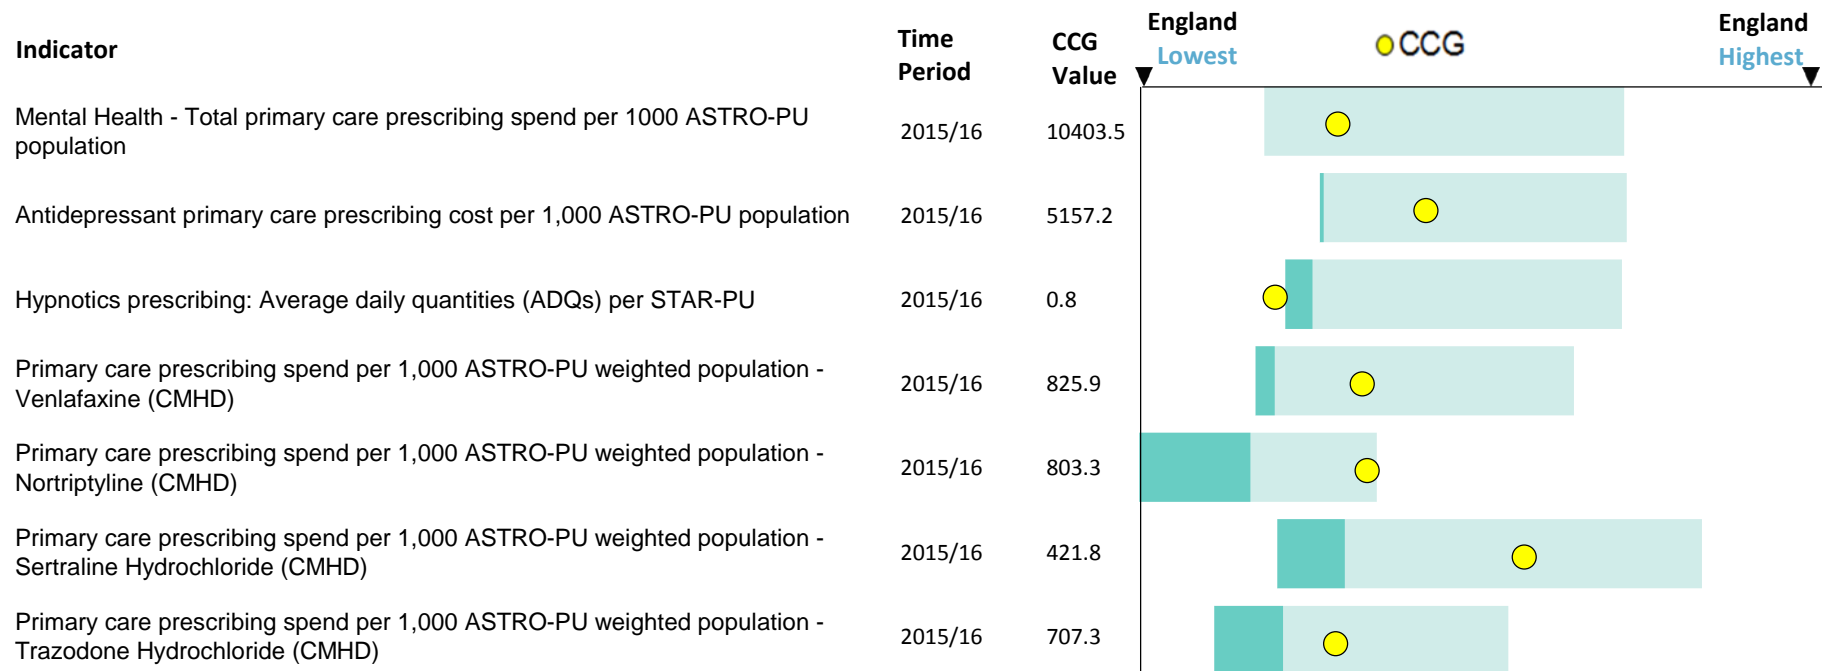 Indicator
Time
Period
CCG
Value
England
Lowest
CCG
England
Highest
Mental Health - Total primary care prescribing spend per 1000 ASTRO-PU
population
2015/16
10403.5
Antidepressant primary care prescribing cost per 1,000 ASTRO-PU population
2015/16
5157.2
Hypnotics prescribing: Average daily quantities (ADQs) per STAR-PU
2015/16
0.8
Primary care prescribing spend per 1,000 ASTRO-PU weighted population -
Venlafaxine (CMHD)
2015/16
825.9
Primary care prescribing spend per 1,000 ASTRO-PU weighted population -
Nortriptyline (CMHD)
2015/16
803.3
Primary care prescribing spend per 1,000 ASTRO-PU weighted population -
Sertraline Hydrochloride (CMHD)
2015/16
421.8
Primary care prescribing spend per 1,000 ASTRO-PU weighted population -
Trazodone Hydrochloride (CMHD)
2015/16
707.3